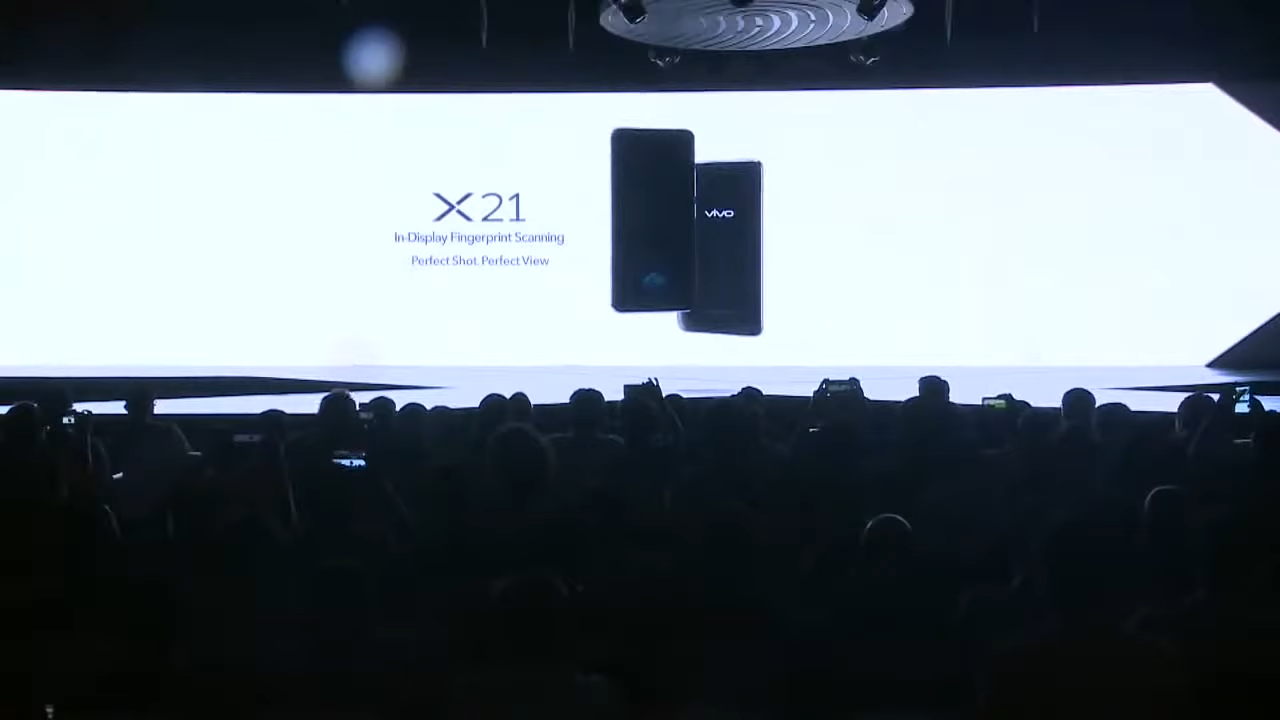 X21
In-Display Fingerprint Scanning
Perfect Shot. Perfect View
vivo